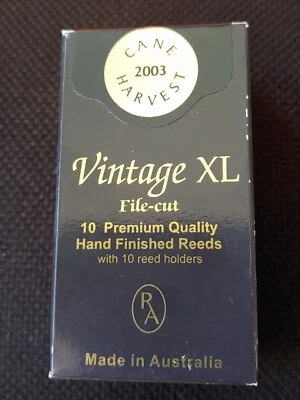 CANE
2003
HARVEST
Vintage XL
File-cut
10 Premium Quality
Hand Finished Reeds
with 10 reed holders
RA
Made in Australia